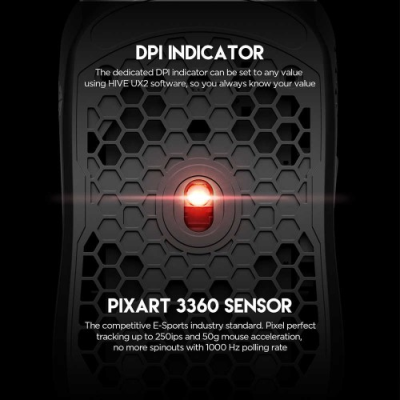 DPI INDICATOR
The dedicated DPI indicator can be set to any value
using HIVE UX2 software, so you always know your value
PIXART 3360 SENSOR
The competitive E-Sports industry standard. Pixel perfect
tracking up to 250ips and 50g mouse acceleration,
no more spinouts with 1000 Hz polling rate